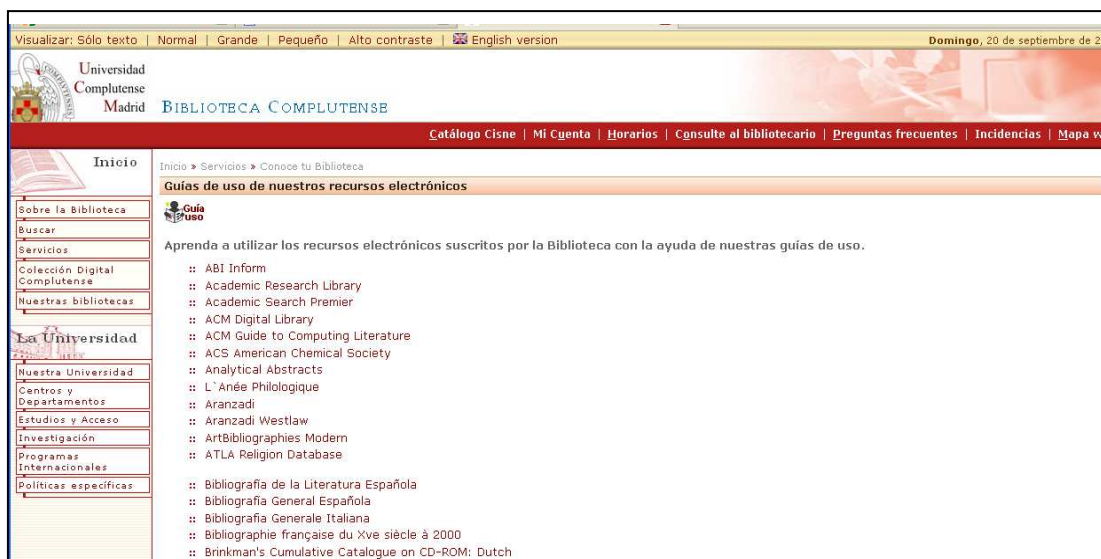 Visualizar: Sólo texto | Normal | Grande | Pequeño | Alto contraste | English version
Domingo, 20 de septiembre de 2
Universidad
Complutense
Madrid
BIBLIOTECA COMPLUTENSE
Catálogo Cisne | Mi Cuenta | Horarios | Consulte al bibliotecario | Preguntas frecuentes | Incidencias | Mapa w
Inicio
Sobre la Biblioteca
Buscar
Servicios
Colección Digital
Complutense
Nuestras bibliotecas
La Universidad
Nuestra Universidad
Centros y
Departamentos
Estudios y Acceso
Investigación
Programas
Internacionales
Políticas específicas
Inicio » Servicios » Conoce tu Biblioteca
Guías de uso de nuestros recursos electrónicos
Guía
uso
Aprenda a utilizar los recursos electrónicos suscritos por la Biblioteca con la ayuda de nuestras guías de uso.
:: ABI Inform
:: Academic Research Library
:: Academic Search Premier
:: ACM Digital Library
:: ACM Guide to Computing Literature
:: ACS American Chemical Society
:: Analytical Abstracts
:: L`Anée Philologique
:: Aranzadi
:: Aranzadi Westlaw
:: ArtBibliographies Modern
:: ATLA Religion Database
:: Bibliografía de la Literatura Española
:: Bibliografía General Española
:: Bibliografia Generale Italiana
:: Bibliographie française du Xve siècle à 2000
:: Brinkman's Cumulative Catalogue on CD-ROM: Dutch